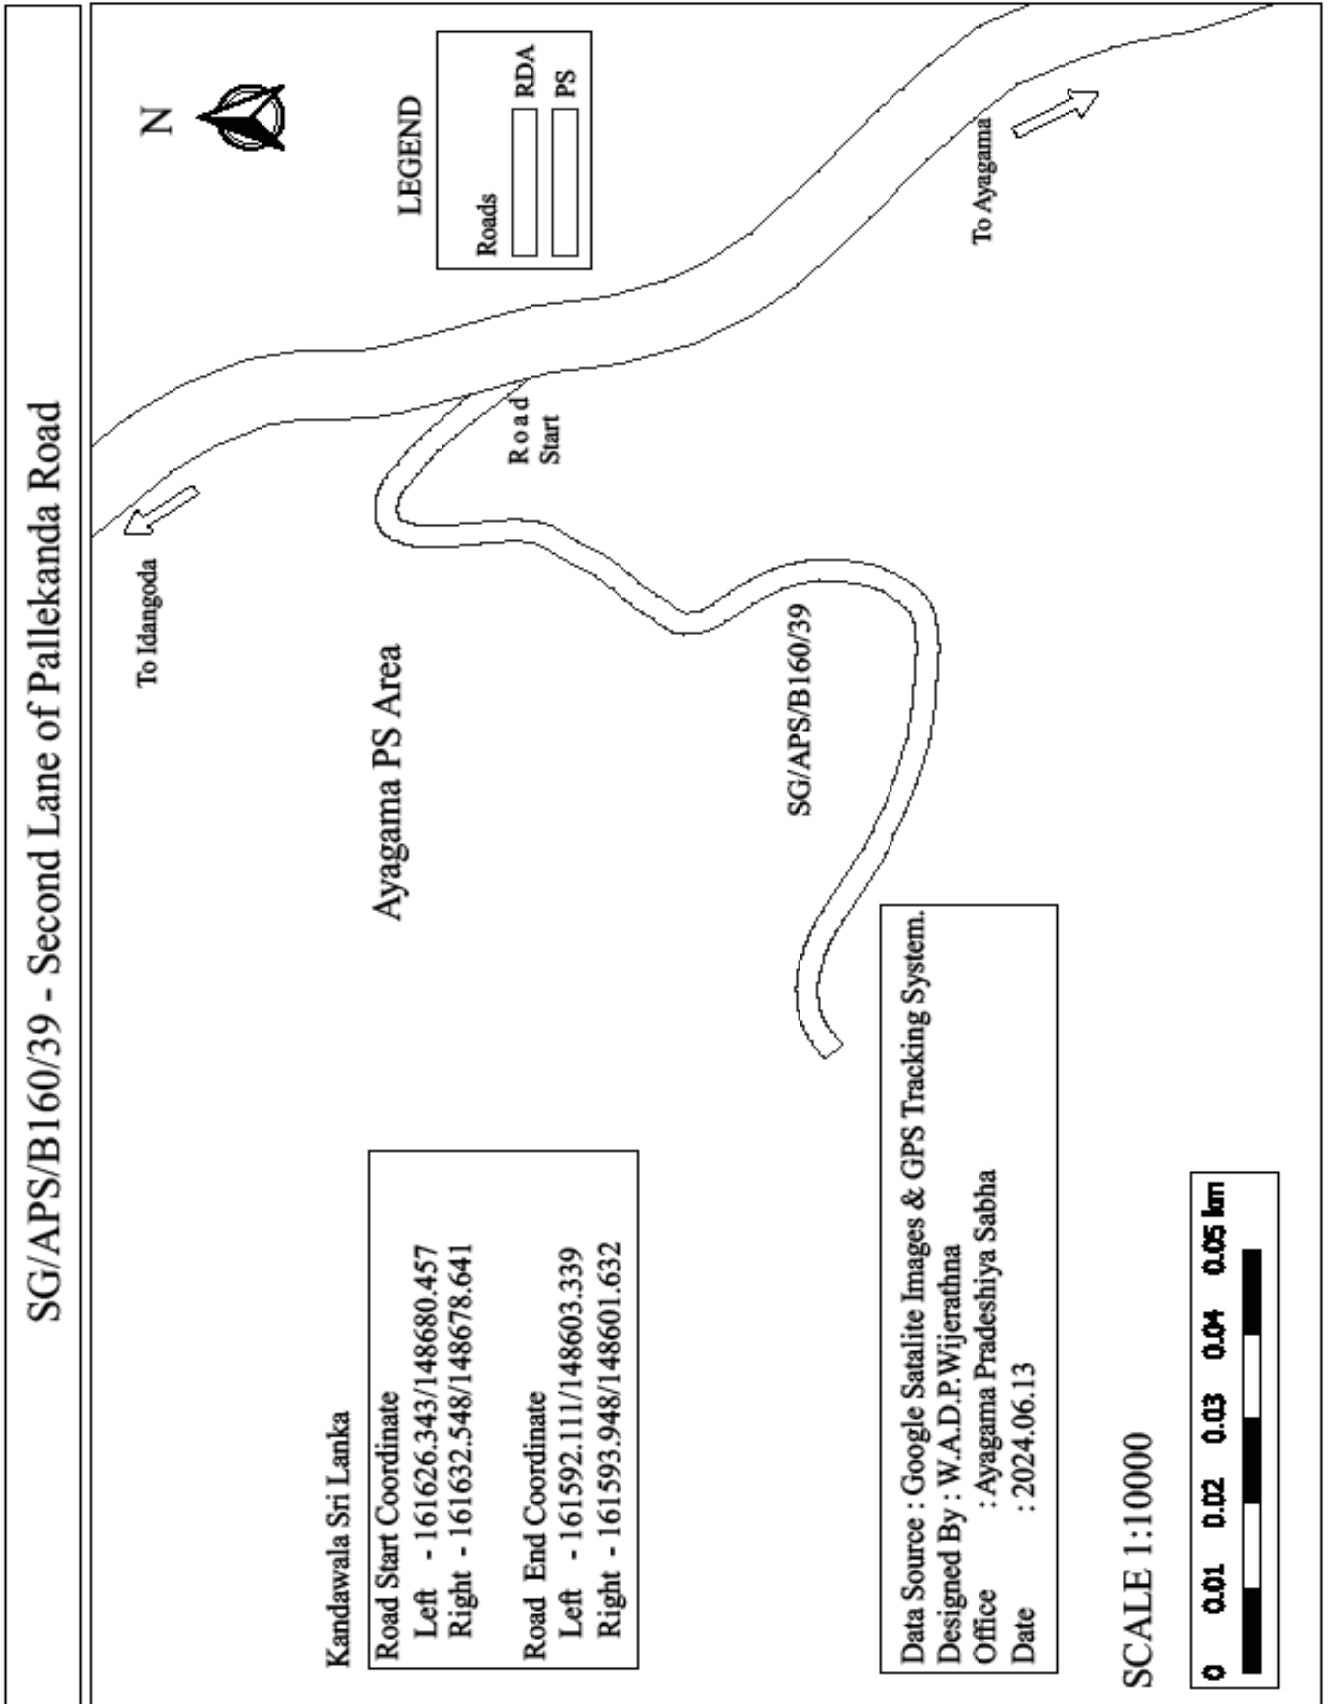 SG/APS/B160/39 - Second Lane of Pallekanda Road
N
To Idangoda
LEGEND
Roads
RDA
PS
Road
Start
Ayagama PS Area
To Ayagama
SG/APS/B160/39
Kandawala Sri Lanka
Road Start Coordinate
Left - 161626.343/148680.457
Right - 161632.548/148678.641
Road End Coordinate
Left - 161592.111/148603.339
Right - 161593.948/148601.632
Data Source : Google Satalite Images & GPS Tracking System.
Designed By : W.A.D.P.Wijerathna
Office : Ayagama Pradeshiya Sabha
Date : 2024.06.13
SCALE 1:10000
0 0.01 0.02 0.03 0.04 0.05 km